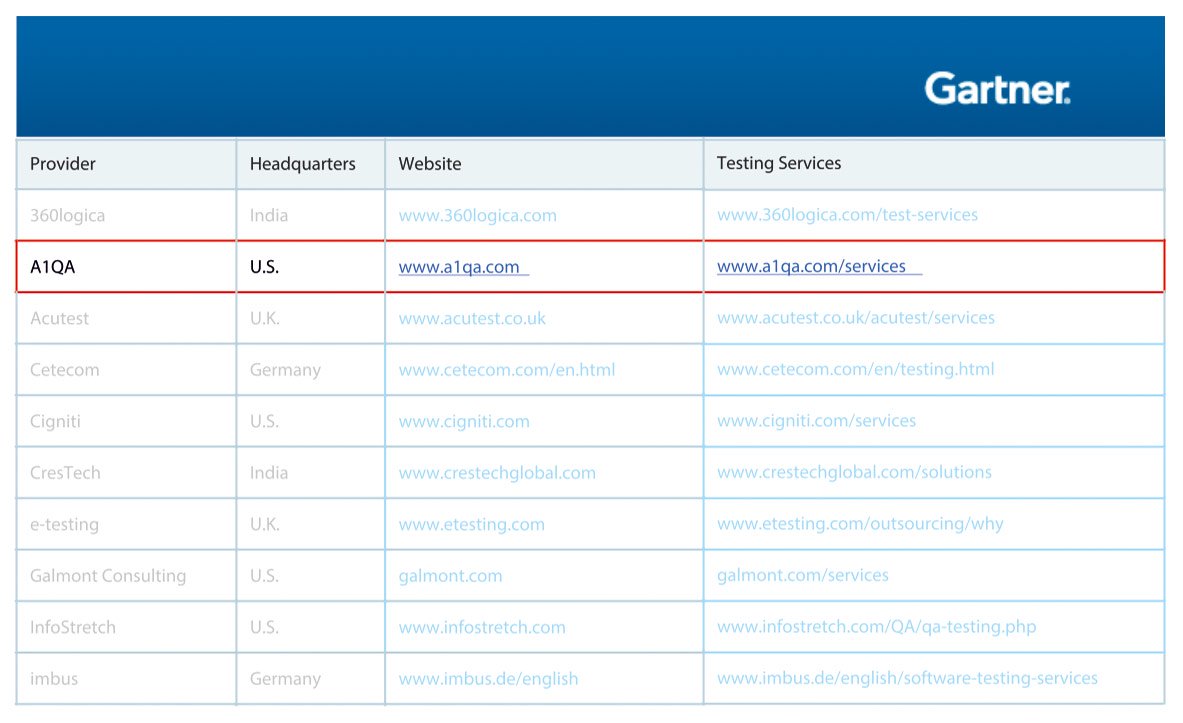 Gartner.
Provider Headquarters Website Testing Services
360logica India www.360logica.com www.360logica.com/test-services
A1QA U.S. www.a1qa.com www.a1qa.com/services
Acutest U.K. www.acutest.co.uk www.acutest.co.uk/acutest/services
Cetecom Germany www.cetecom.com/en.html www.cetecom.com/en/testing.html
Cigniti U.S. www.cigniti.com www.cigniti.com/services
CresTech India www.crestechglobal.com www.crestechglobal.com/solutions
e-testing U.K. www.etesting.com www.etesting.com/outsourcing/why
Galmont Consulting U.S. galmont.com galmont.com/services
InfoStretch U.S. www.infostretch.com www.infostretch.com/QA/qa-testing.php
imbus Germany www.imbus.de/english www.imbus.de/english/software-testing-services